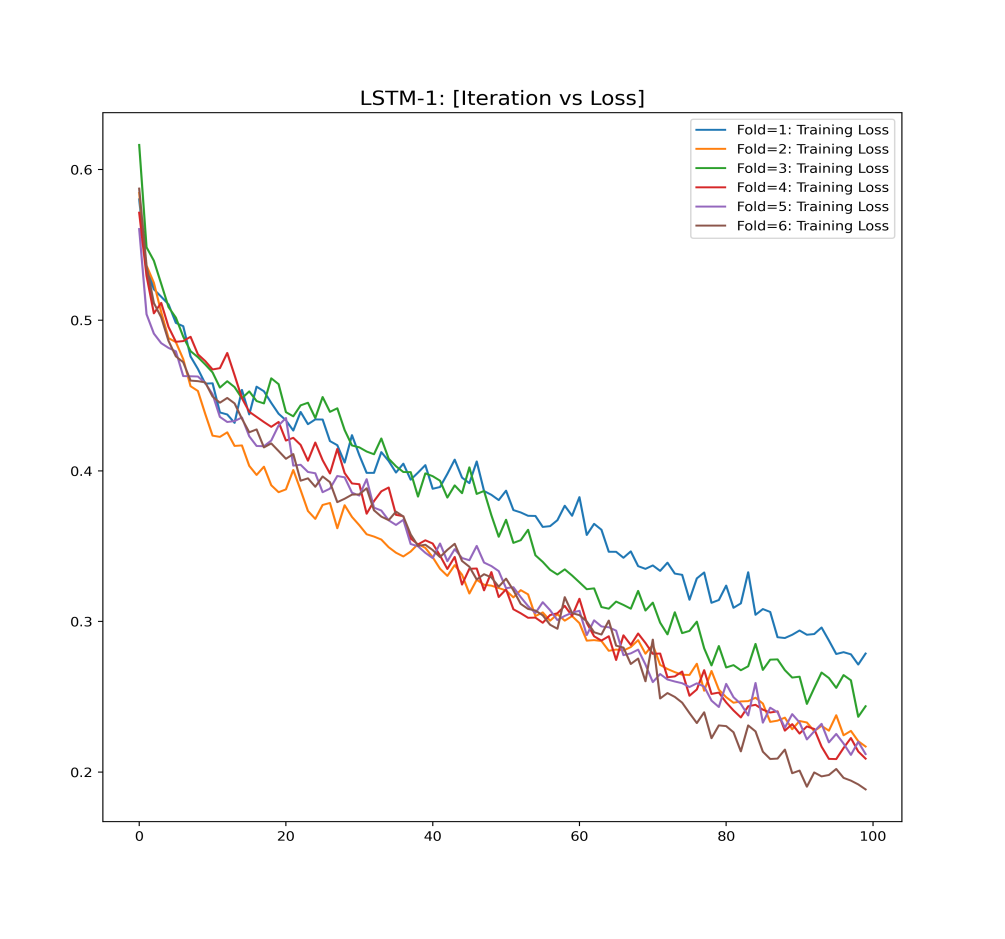 LSTM-1: [Iteration vs Loss]
Fold=1: Training Loss
Fold=2: Training Loss
Fold=3: Training Loss
Fold=4: Training Loss
Fold=5: Training Loss
Fold=6: Training Loss
0.6
0.5
0.4
0.3
0.2
0 20 40 60 80 100